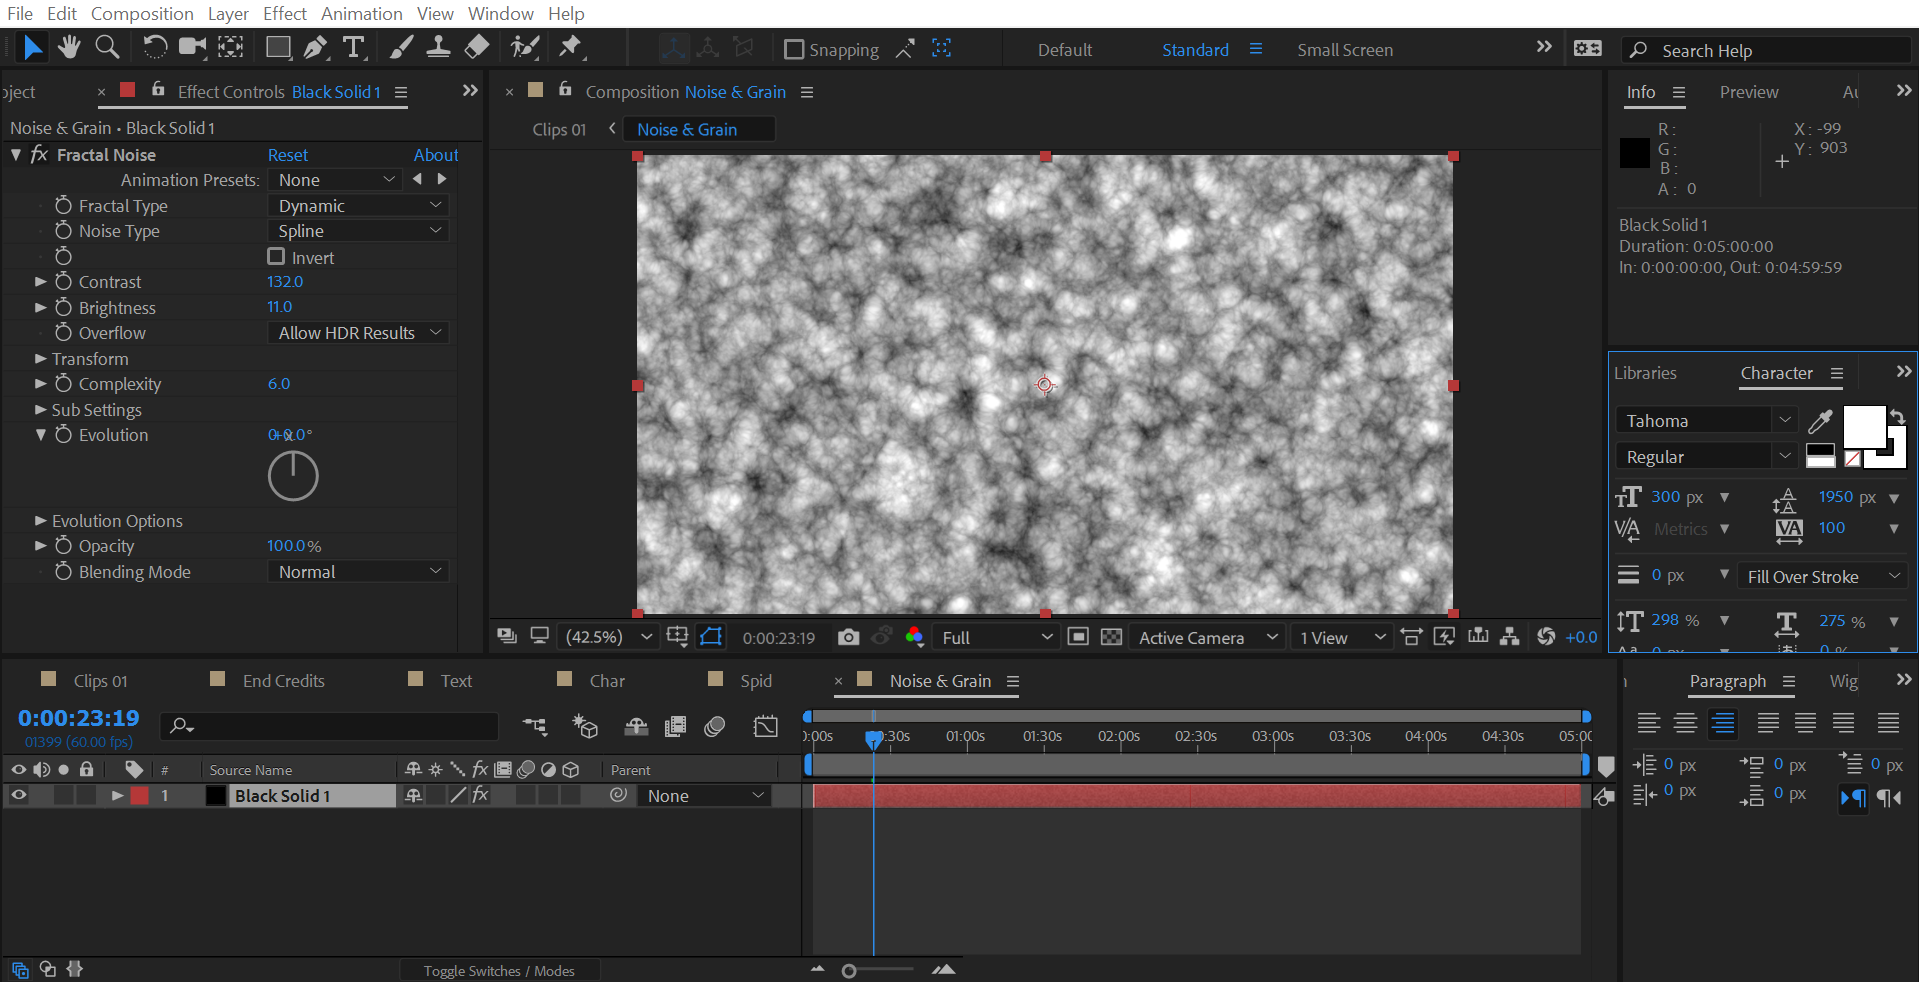 File Edit Composition Layer Effect Animation View Window Help
Snapping Default Standard Small Screen Search Help
oject Effect Controls Black Solid 1
Noise & Grain • Black Solid 1
Fractal Noise Reset About
Animation Presets: None
Fractal Type Dynamic
Noise Type Spline
Invert
Contrast 132.0
Brightness 11.0
Overflow Allow HDR Results
Transform
Complexity 6.0
Sub Settings
Evolution
Evolution Options
Opacity 100.0 %
Blending Mode Normal
Composition Noise & Grain
Clips 01 Noise & Grain
(42.5%) 0:00:23:19 Full Active Camera 1 View +0.0
Info Preview Au
R : X : -99
G : Y : 903
B :
A : 0
Black Solid 1
Duration: 0:05:00:00
In: 0:00:00:00, Out: 0:04:59:59
Libraries Character
Tahoma
Regular
300 px 1950 px
Metrics 100
0 px Fill Over Stroke
298 % 275 %
Clips 01 End Credits Text Char Spid Noise & Grain
0:00:23:19
01399 (60.00 fps)
# Source Name Parent
1 Black Solid 1 None
0:00s 0:30s 01:00s 01:30s 02:00s 02:30s 03:00s 03:30s 04:00s 04:30s 05:00
Toggle Switches / Modes
Paragraph Wig
0 px 0 px 0 px
0 px 0 px